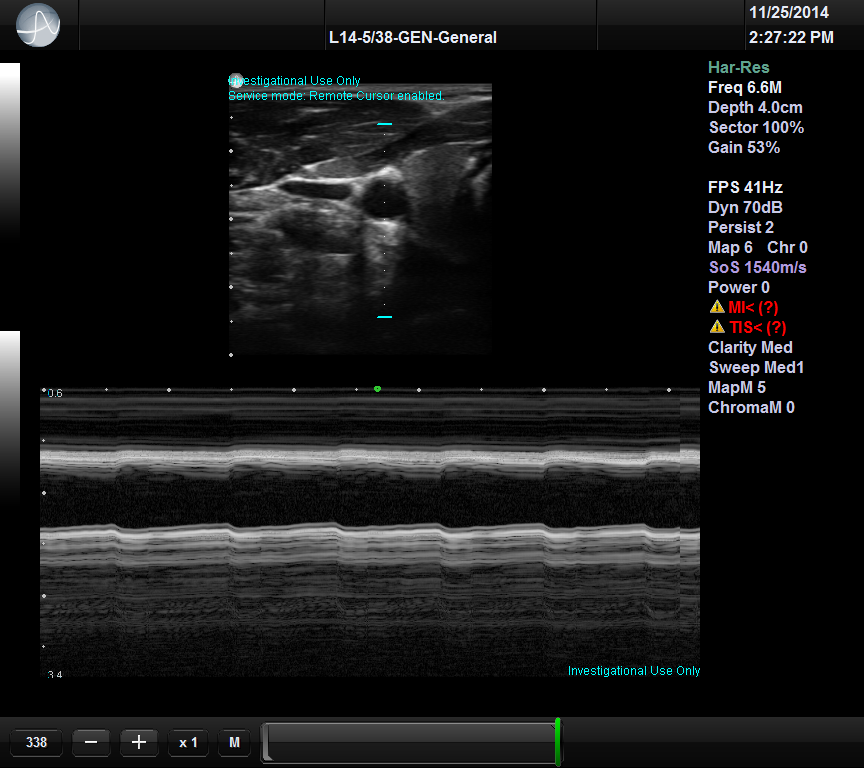 11/25/2014
L14-5/38-GEN-General
2:27:22 PM
Investigational Use Only
Service mode: Remote Cursor enabled.
Har-Res
Freq 6.6M
Depth 4.0cm
Sector 100%
Gain 53%
FPS 41Hz
Dyn 70dB
Persist 2
Map 6 Chr 0
SoS 1540m/s
Power 0
MI< (?)
TIS< (?)
Clarity Med
Sweep Med1
MapM 5
ChromaM 0
0.6
3.4
Investigational Use Only
338
x 1
M